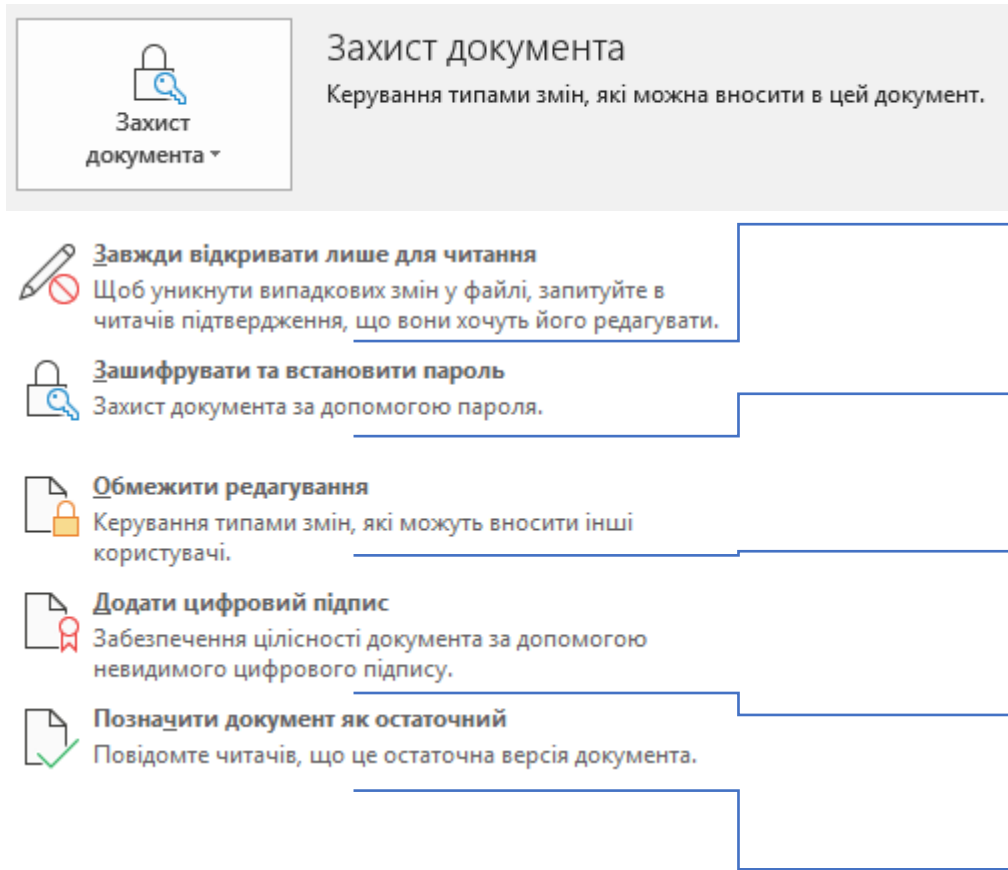 Захист документа
Керування типами змін, які можна вносити в цей документ.
Захист
документа
Завжди відкривати лише для читання
Щоб уникнути випадкових змін у файлі, запитуйте в
читачів підтвердження, що вони хочуть його редагувати.
Зашифрувати та встановити пароль
Захист документа за допомогою пароля.
Обмежити редагування
Керування типами змін, які можуть вносити інші
користувачі.
Додати цифровий підпис
Забезпечення цілісності документа за допомогою
невидимого цифрового підпису.
Позначити документ як остаточний
Повідомте читачів, що це остаточна версія документа.